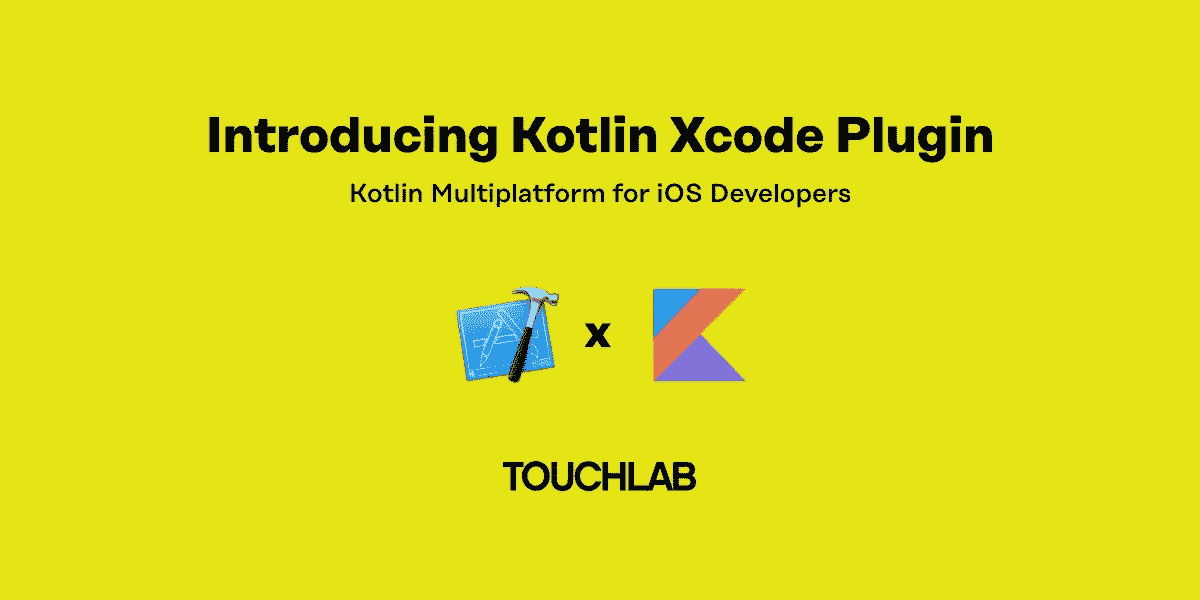 Introducing Kotlin Xcode Plugin
Kotlin Multiplatform for iOS Developers
x
TOUCHLAB